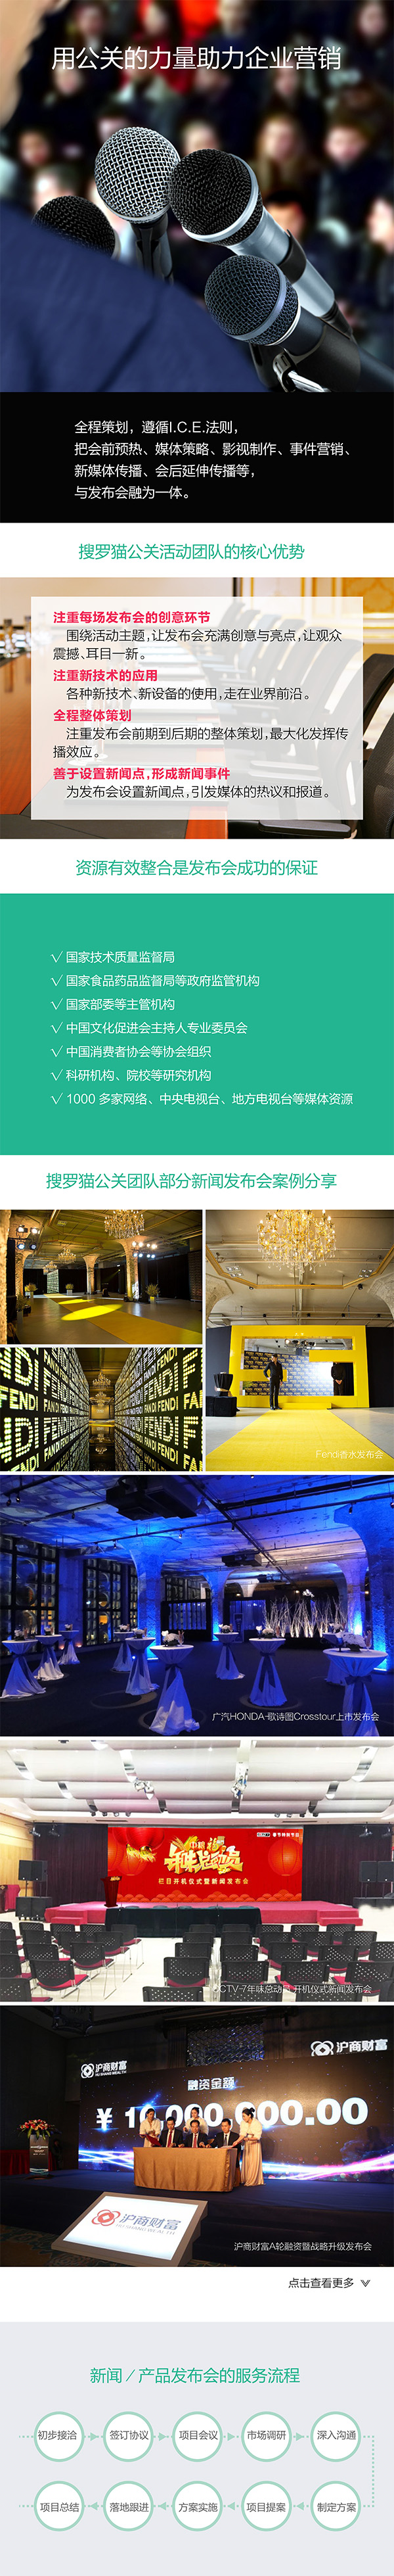 用公关的力量助力企业营销
全程策划，遵循I.C.E.法则，
把会前预热、媒体策略、影视制作、事件营销、
新媒体传播、会后延伸传播等，
与发布会融为一体。
搜罗猫公关活动团队的核心优势
注重每场发布会的创意环节
围绕活动主题,让发布会充满创意与亮点,让观众
震撼、耳目一新。
注重新技术的应用
各种新技术、新设备的使用,走在业界前沿。
全程整体策划
注重发布会前期到后期的整体策划,最大化发挥传
播效应。
善于设置新闻点,形成新闻事件
为发布会设置新闻点,引发媒体的热议和报道。
资源有效整合是发布会成功的保证
√ 国家技术质量监督局
√ 国家食品药品监督局等政府监管机构
√ 国家部委等主管机构
√ 中国文化促进会主持人专业委员会
√ 中国消费者协会等协会组织
√ 科研机构、院校等研究机构
√ 1000 多家网络、中央电视台、地方电视台等媒体资源
搜罗猫公关团队部分新闻发布会案例分享
FENDI
Fendi香水发布会
广汽HONDA-歌诗图Crosstour上市发布会
栏目开机仪式暨新闻发布会
CCTV-7年味总动员 开机仪式新闻发布会
沪商财富
沪商财富
融资金额
沪商财富
沪商财富A轮融资暨战略升级发布会
点击查看更多
新闻／产品发布会的服务流程
初步接洽 签订协议 项目会议 市场调研 深入沟通
项目总结 落地跟进 方案实施 项目提案 制定方案